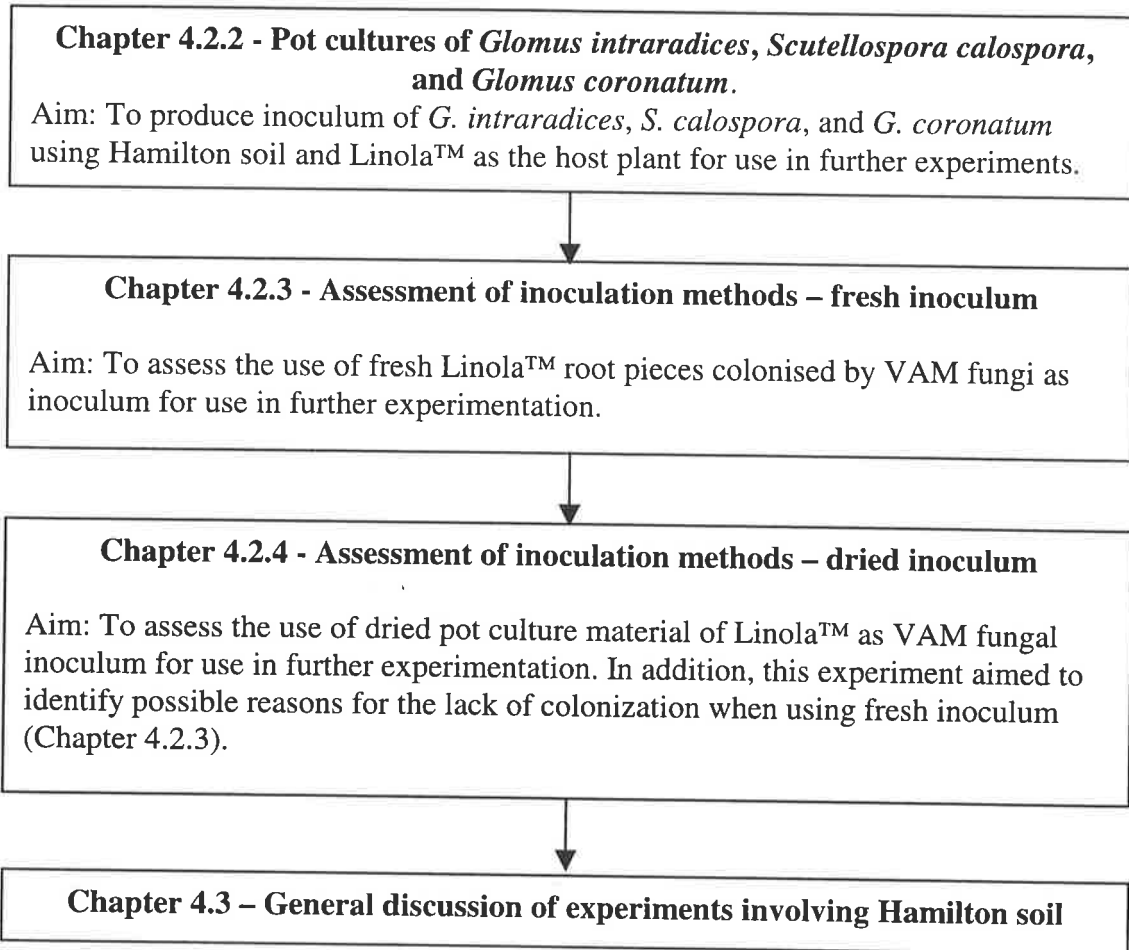 Chapter 4.2.2 - Pot cultures of Glomus intraradices, Scutellospora calospora,
and Glomus coronatum.
Aim: To produce inoculum of G. intraradices, S. calospora, and G. coronatum
using Hamilton soil and Linola™ as the host plant for use in further experiments.
Chapter 4.2.3 - Assessment of inoculation methods – fresh inoculum
Aim: To assess the use of fresh Linola™ root pieces colonised by VAM fungi as
inoculum for use in further experimentation.
Chapter 4.2.4 - Assessment of inoculation methods – dried inoculum
Aim: To assess the use of dried pot culture material of Linola™ as VAM fungal
inoculum for use in further experimentation. In addition, this experiment aimed to
identify possible reasons for the lack of colonization when using fresh inoculum
(Chapter 4.2.3).
Chapter 4.3 – General discussion of experiments involving Hamilton soil